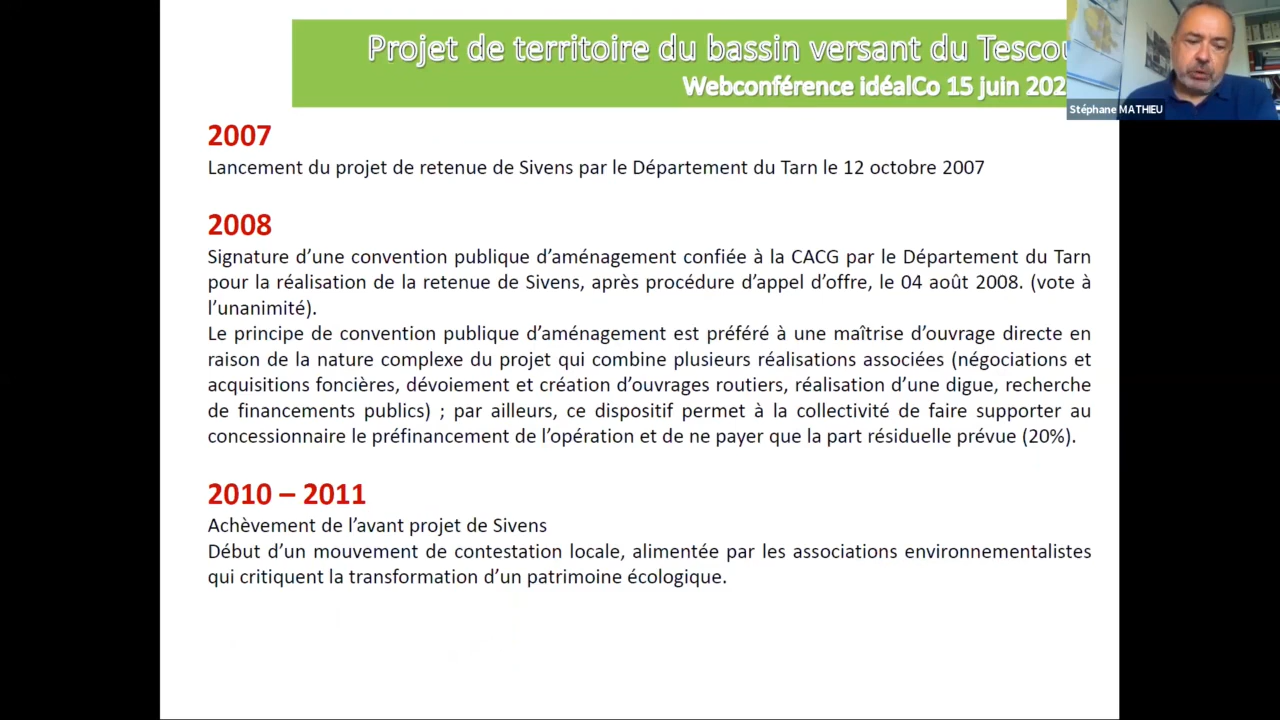 Projet de territoire du bassin versant du Tescou
Webconférence idéalCo 15 juin 202
Stéphane MATHIEU
2007
Lancement du projet de retenue de Sivens par le Département du Tarn le 12 octobre 2007
2008
Signature d’une convention publique d’aménagement confiée à la CACG par le Département du Tarn
pour la réalisation de la retenue de Sivens, après procédure d’appel d’offre, le 04 août 2008. (vote à
l’unanimité).
Le principe de convention publique d’aménagement est préféré à une maîtrise d’ouvrage directe en
raison de la nature complexe du projet qui combine plusieurs réalisations associées (négociations et
acquisitions foncières, dévoiement et création d’ouvrages routiers, réalisation d’une digue, recherche
de financements publics) ; par ailleurs, ce dispositif permet à la collectivité de faire supporter au
concessionnaire le préfinancement de l’opération et de ne payer que la part résiduelle prévue (20%).
2010 – 2011
Achèvement de l’avant projet de Sivens
Début d’un mouvement de contestation locale, alimentée par les associations environnementalistes
qui critiquent la transformation d’un patrimoine écologique.